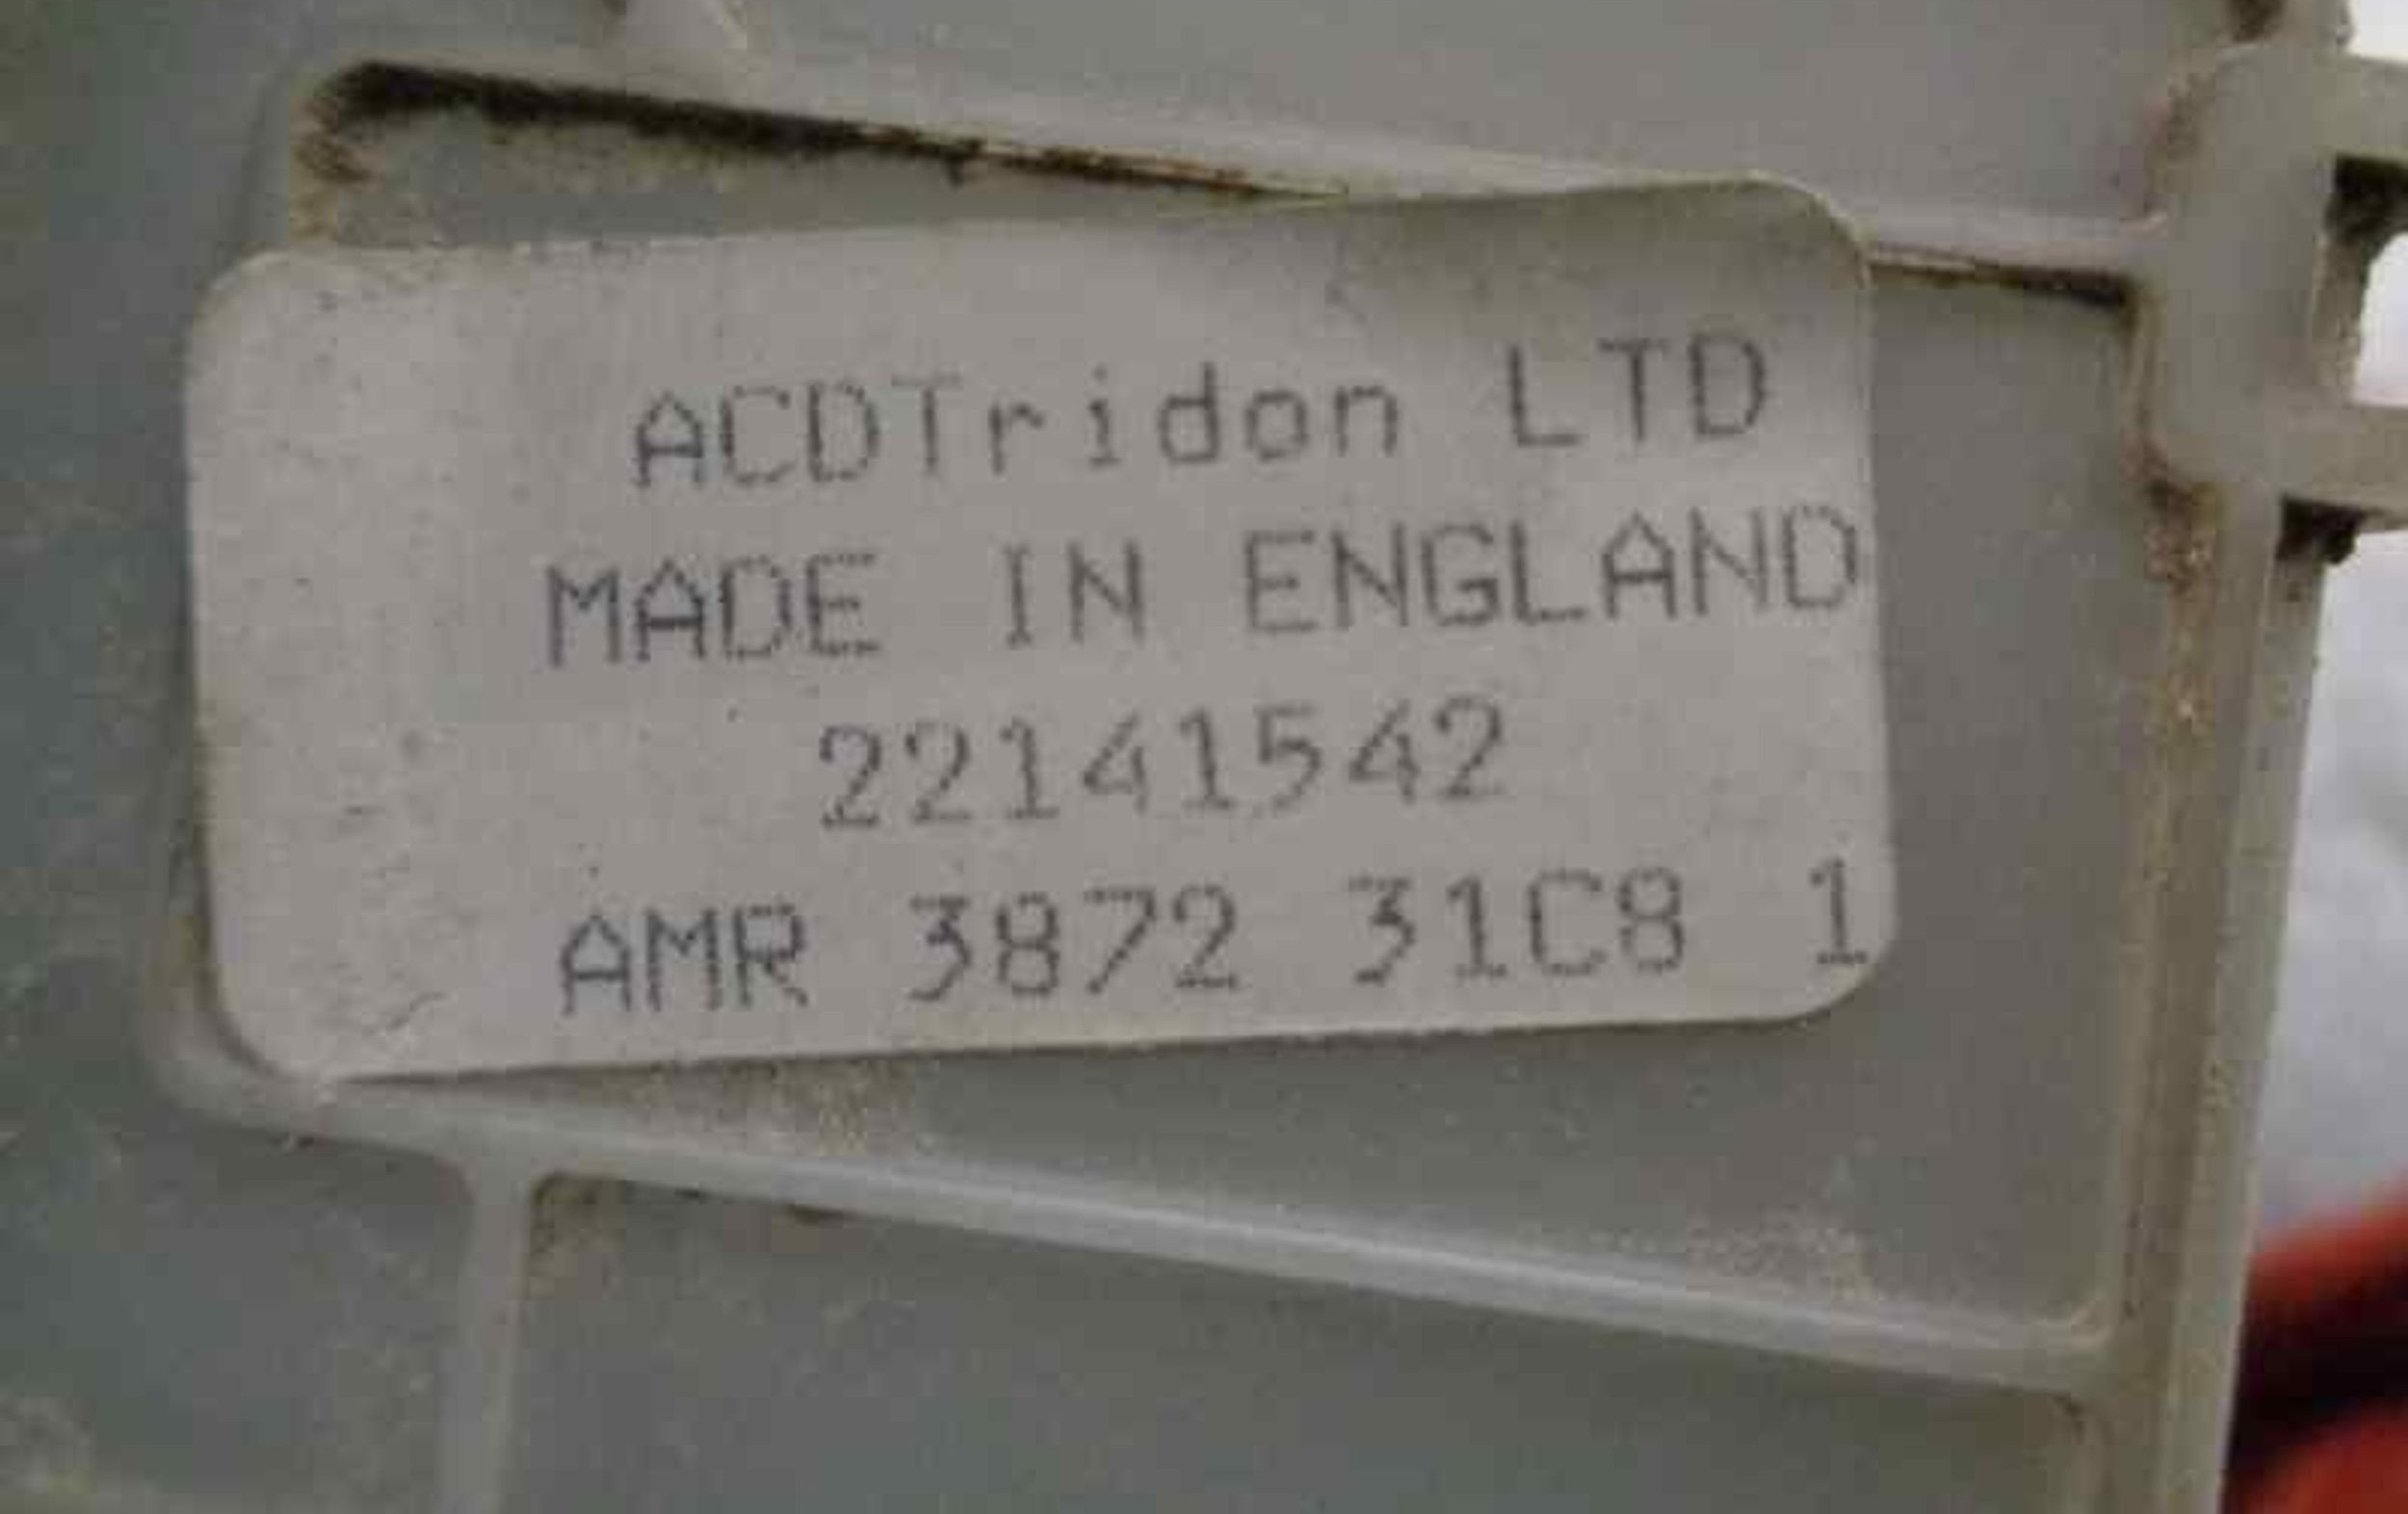 ACDTridon LTD
MADE IN ENGLAND
22141542
AMR 3872 31C8 1